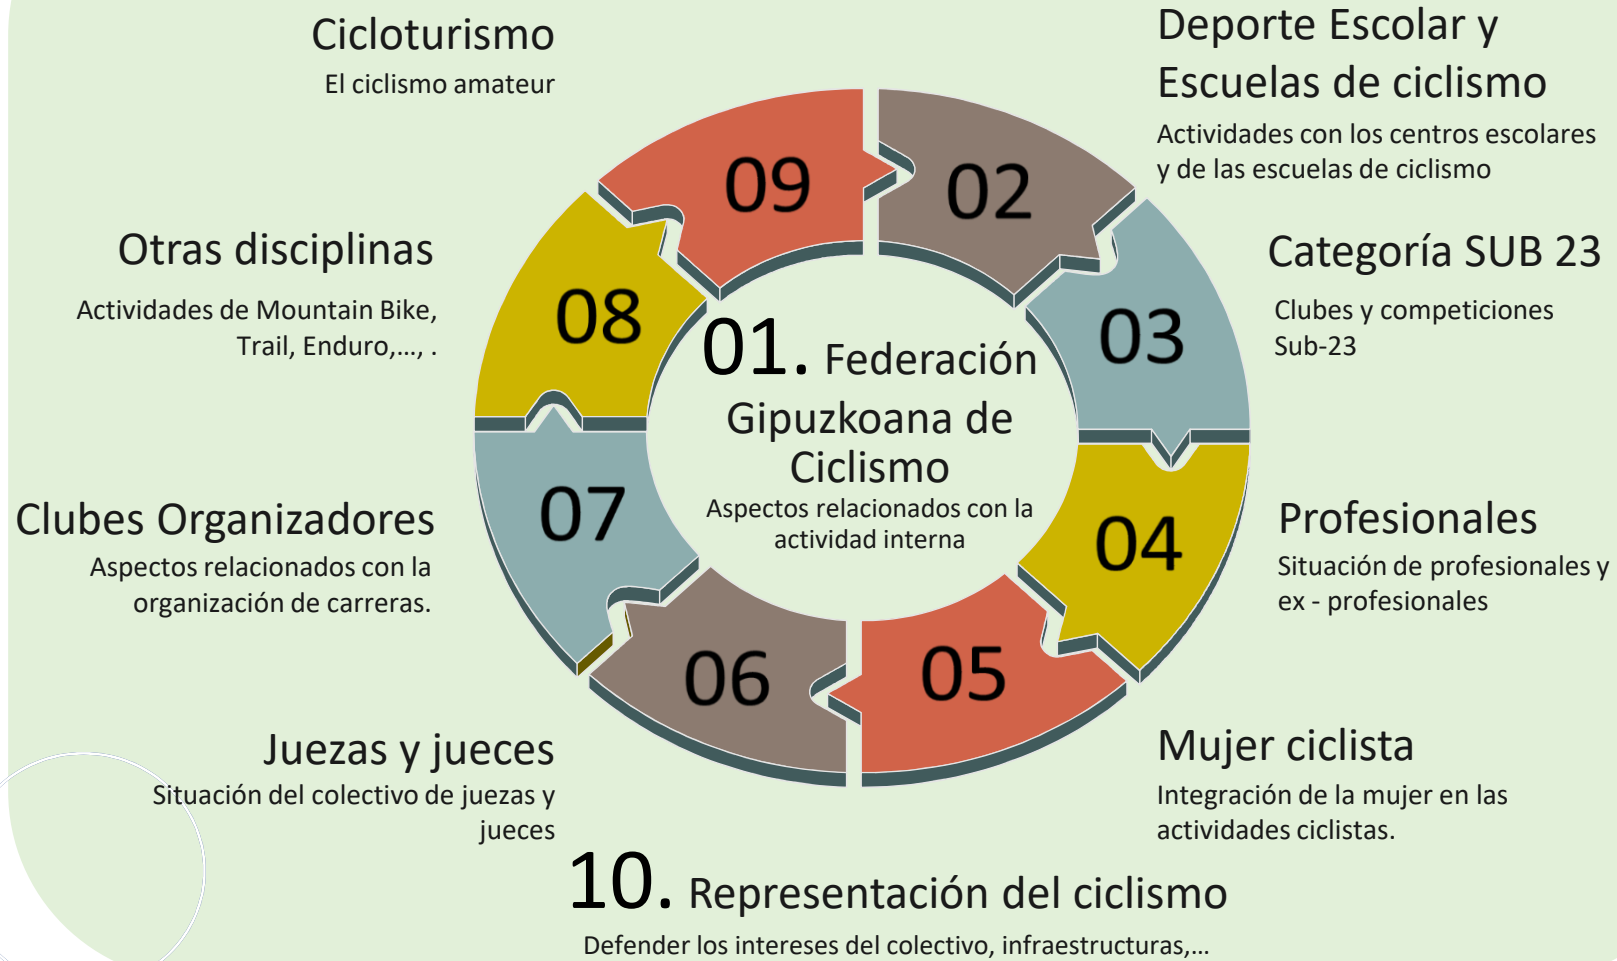 Cicloturismo
El ciclismo amateur
Deporte Escolar y
Escuelas de ciclismo
Actividades con los centros escolares
y de las escuelas de ciclismo
09
02
Otras disciplinas
Actividades de Mountain Bike,
Trail, Enduro,…, .
08
Categoría SUB 23
Clubes y competiciones
Sub-23
03
01. Federación
Gipuzkoana de
Ciclismo
Aspectos relacionados con la
actividad interna
Clubes Organizadores
Aspectos relacionados con la
organización de carreras.
07
04
Profesionales
Situación de profesionales y
ex - profesionales
06
05
Juezas y jueces
Situación del colectivo de juezas y
jueces
Mujer ciclista
Integración de la mujer en las
actividades ciclistas.
10. Representación del ciclismo
Defender los intereses del colectivo, infraestructuras,…